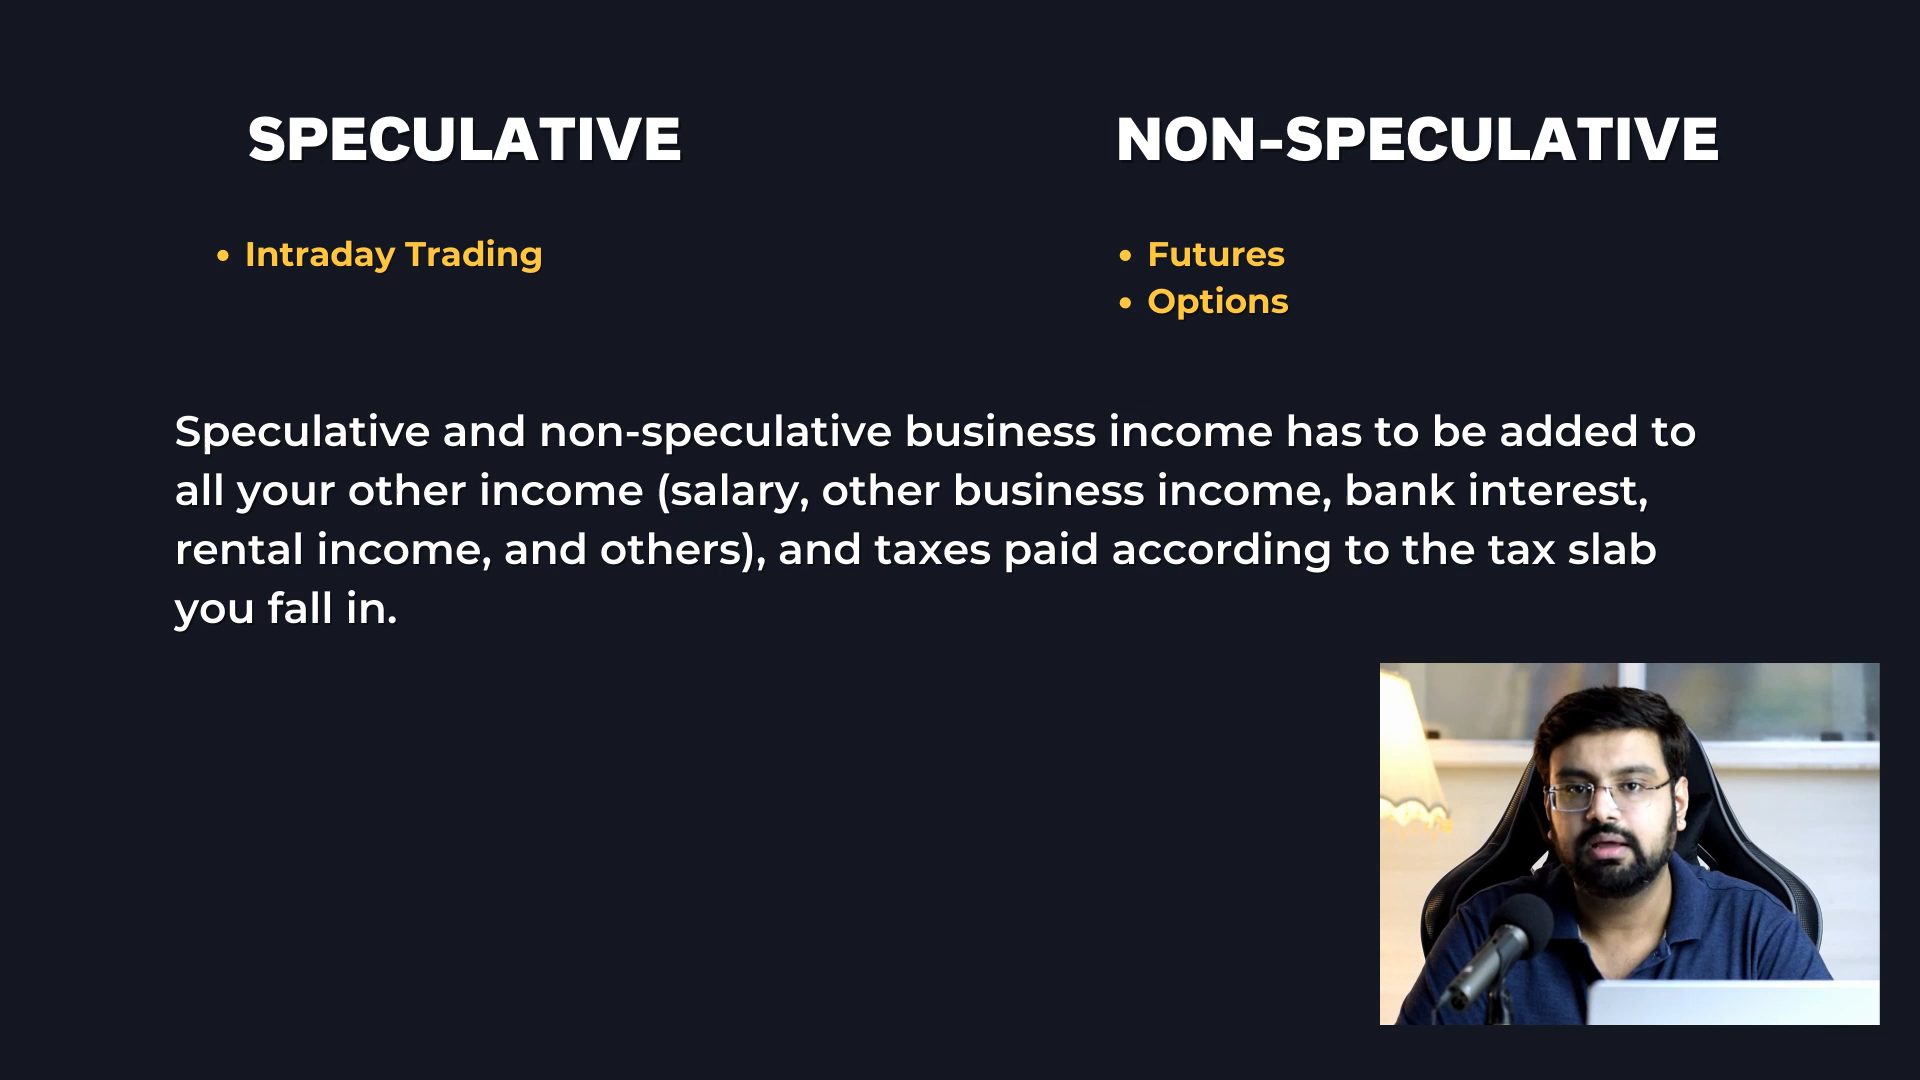 SPECULATIVE
NON-SPECULATIVE
• Intraday Trading
• Futures
• Options
Speculative and non-speculative business income has to be added to
all your other income (salary, other business income, bank interest,
rental income, and others), and taxes paid according to the tax slab
you fall in.